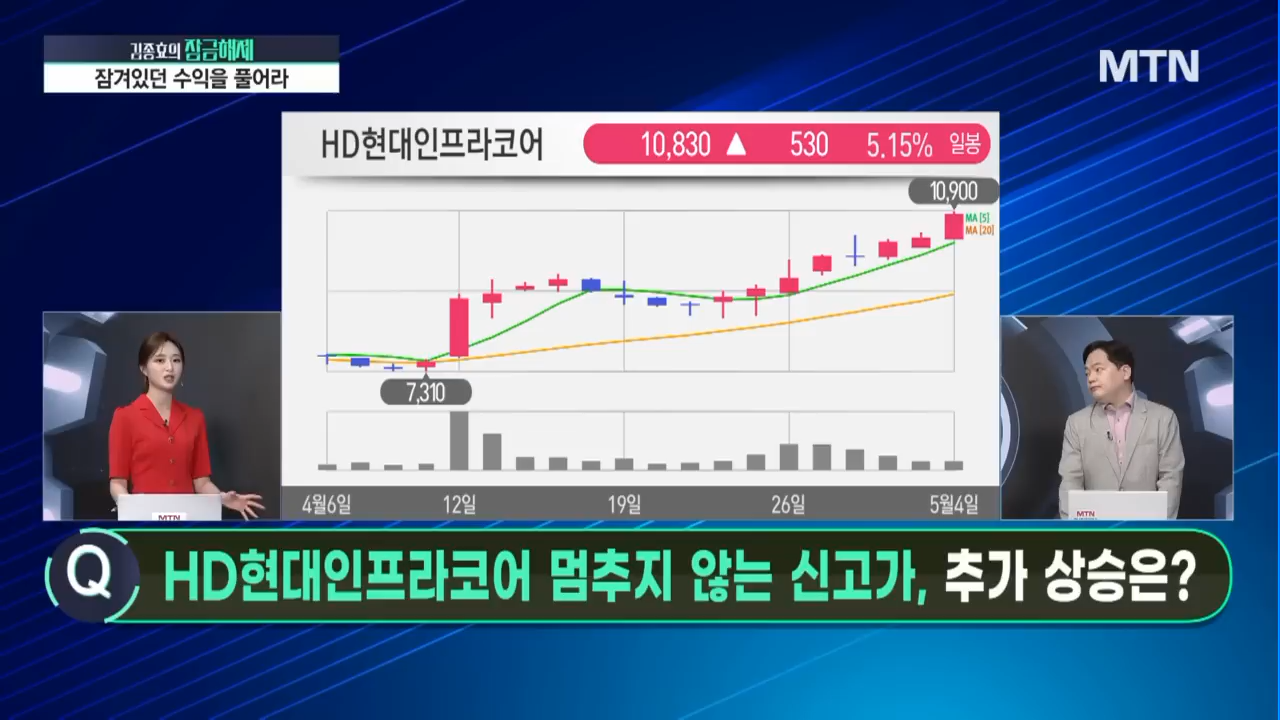 김종효의 잠금해제
잠겨있던 수익을 풀어라
MTN
HD현대인프라코어 10,830 ▲ 530 5.15% 일봉
10,900
MA [5]
MA [20]
7,310
4월6일 12일 19일 26일 5월4일
MTN
MTN
Q HD현대인프라코어 멈추지 않는 신고가, 추가 상승은?